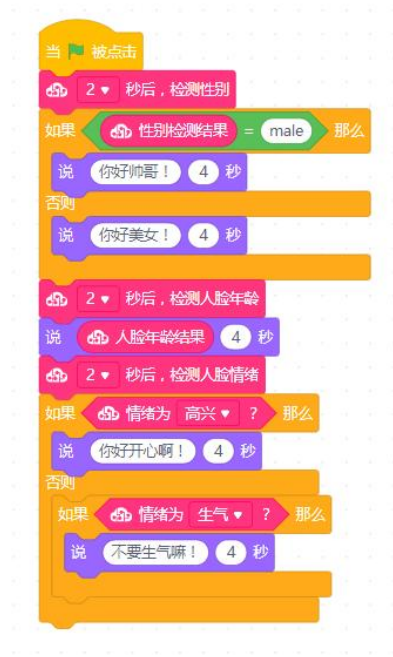 当 被点击
2 秒后，检测性别
如果 性别检测结果 = male 那么
说 你好帅哥！ 4 秒
否则
说 你好美女！ 4 秒
2 秒后，检测人脸年龄
说 人脸年龄结果 4 秒
2 秒后，检测人脸情绪
如果 情绪为 高兴 ？ 那么
说 你好开心啊！ 4 秒
否则
如果 情绪为 生气 ？ 那么
说 不要生气嘛！ 4 秒